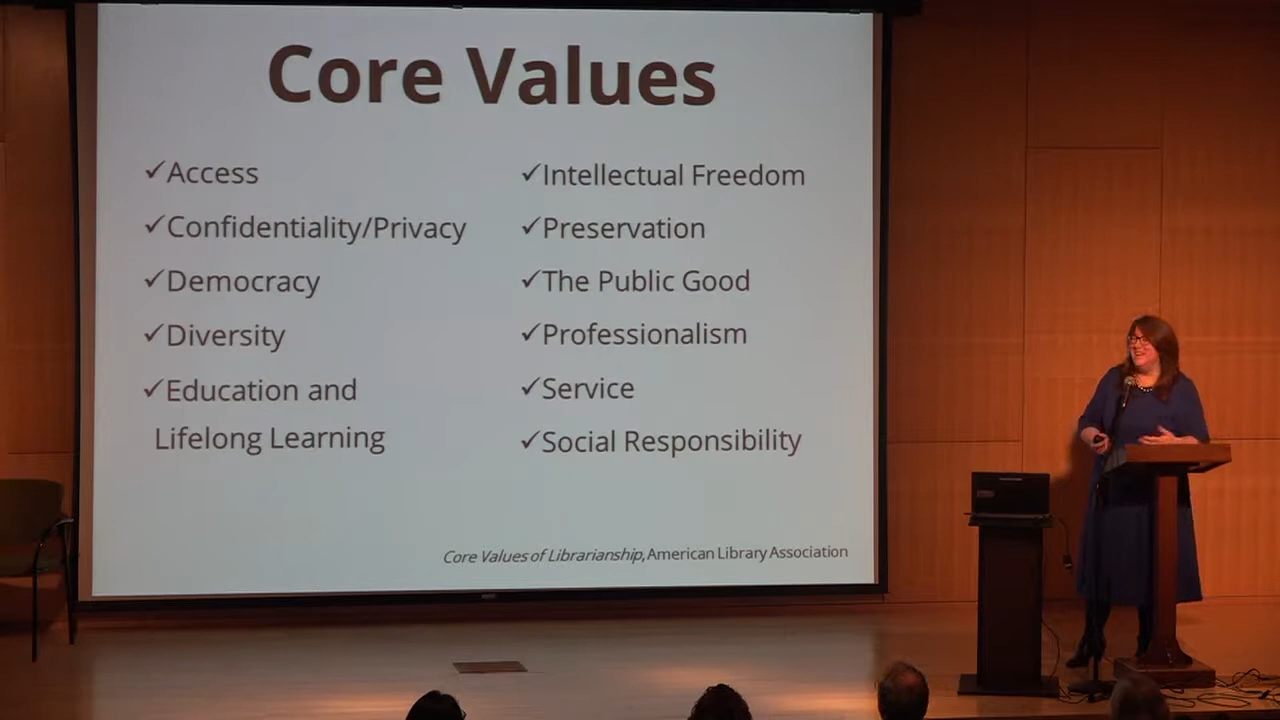 Core Values
✓Access
✓Confidentiality/Privacy
✓Democracy
✓Diversity
✓Education and
Lifelong Learning
✓Intellectual Freedom
✓Preservation
✓The Public Good
✓Professionalism
✓Service
✓Social Responsibility
Core Values of Librarianship, American Library Association